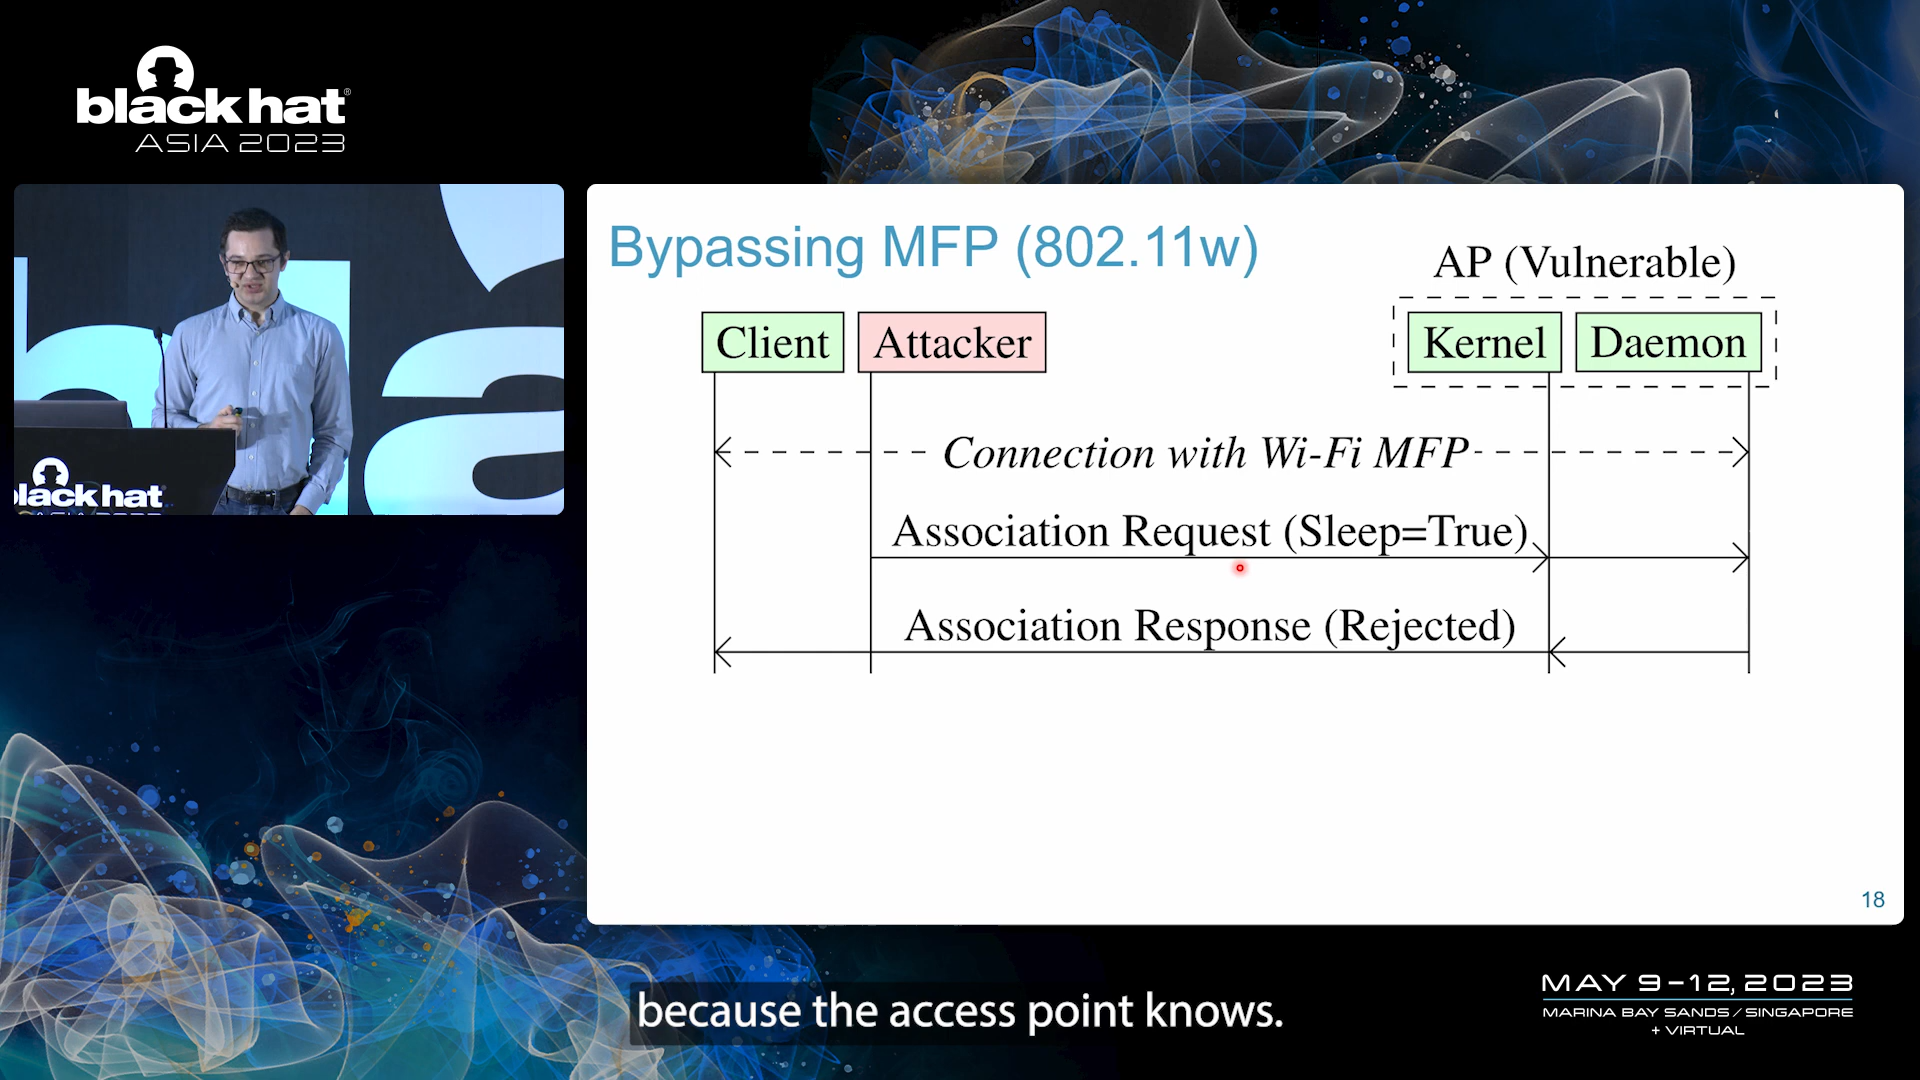 black hat®
ASIA 2023
black hat
Bypassing MFP (802.11w)
AP (Vulnerable)
Client
Attacker
Kernel
Daemon
Connection with Wi-Fi MFP
Association Request (Sleep=True)
Association Response (Rejected)
18
because the access point knows.
MAY 9-12, 2023
MARINA BAY SANDS / SINGAPORE
+ VIRTUAL